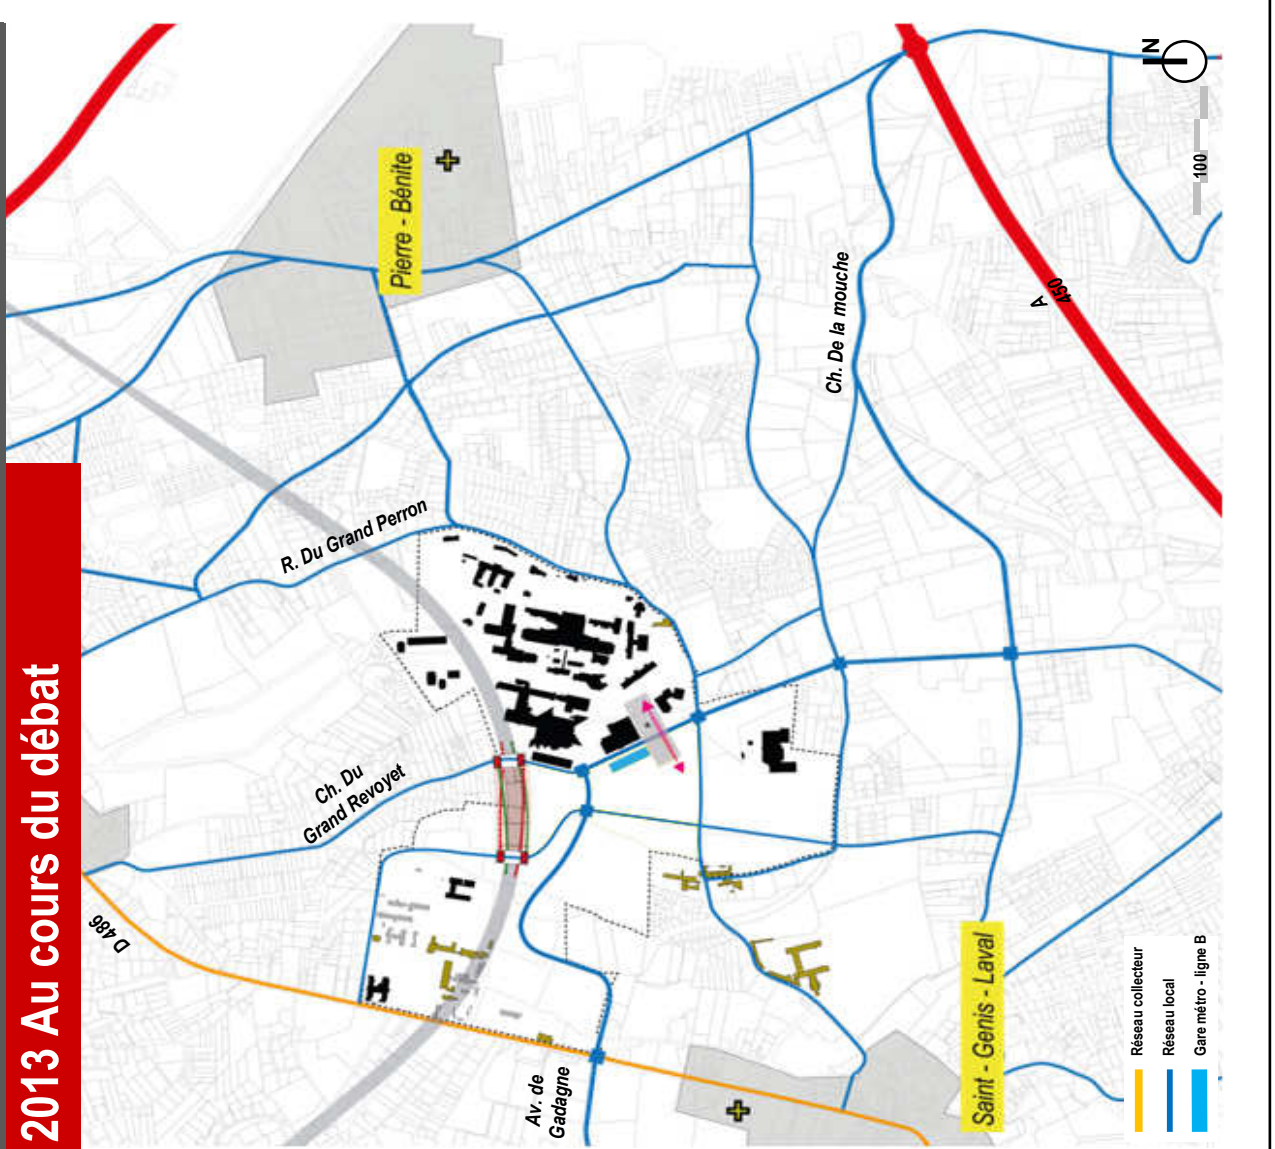 2013 Au cours du débat
D 486
Ch. Du
Grand Revoyet
R. Du Grand Perron
Pierre - Bénite
Av. de
Gadagne
Ch. De la mouche
Saint - Genis - Laval
A
450
N
100
Réseau collecteur
Réseau local
Gare métro - ligne B